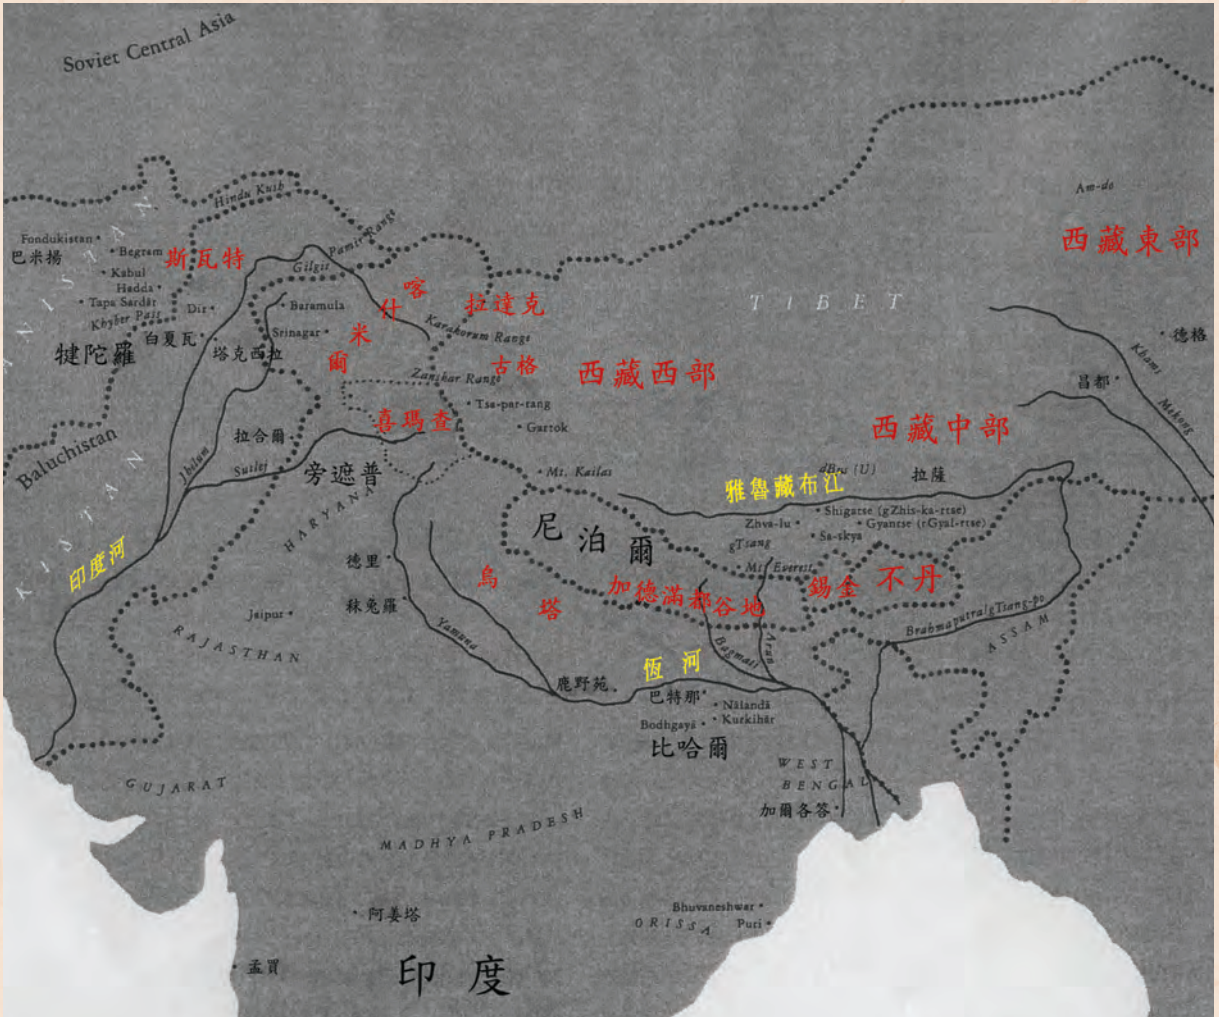 Soviet Central Asia
Hindu Kush
Am-do
Fondukistan
巴米揚
Begram
斯瓦特
Pamir Range
西藏東部
Kabul
Gilgit
Hadda
喀什米爾
拉達克
TIBET
Tapa Sardār
Dir
Baramula
Khyber Pass
Srinagar
Karakorum Range
白夏瓦
塔克西拉
犍陀羅
德格
Khams
古格
西藏西部
Zanskar Range
昌都
Tsa-par-rang
Mekong
喜瑪查
Gartok
西藏中部
Baluchistan
拉合爾
Jhilum
Sutlej
旁遮普
Mt. Kailas
dBus (U)
拉薩
雅魯藏布江
HARYANA
Shigatse (gZhis-ka-rtse)
Zhva-lu
Gyantse (rGyal-rtse)
尼泊爾
Sa-skya
gTsang
印度河
德里
Mt. Everest
烏塔
加德滿都谷地
錫金
不丹
秣兔羅
Jaipur
RAJASTHAN
Yamuna
Brahmaputra/gTsang-po
ASSAM
Bagmati
Arun
恆河
鹿野苑
巴特那
Nālandā
Bodhgayā
Kurkihār
比哈爾
WEST
BENGAL
GUJARAT
加爾各答
MADHYA PRADESH
阿姜塔
Bhuvaneshwar
ORISSA
Puri
孟買
印度